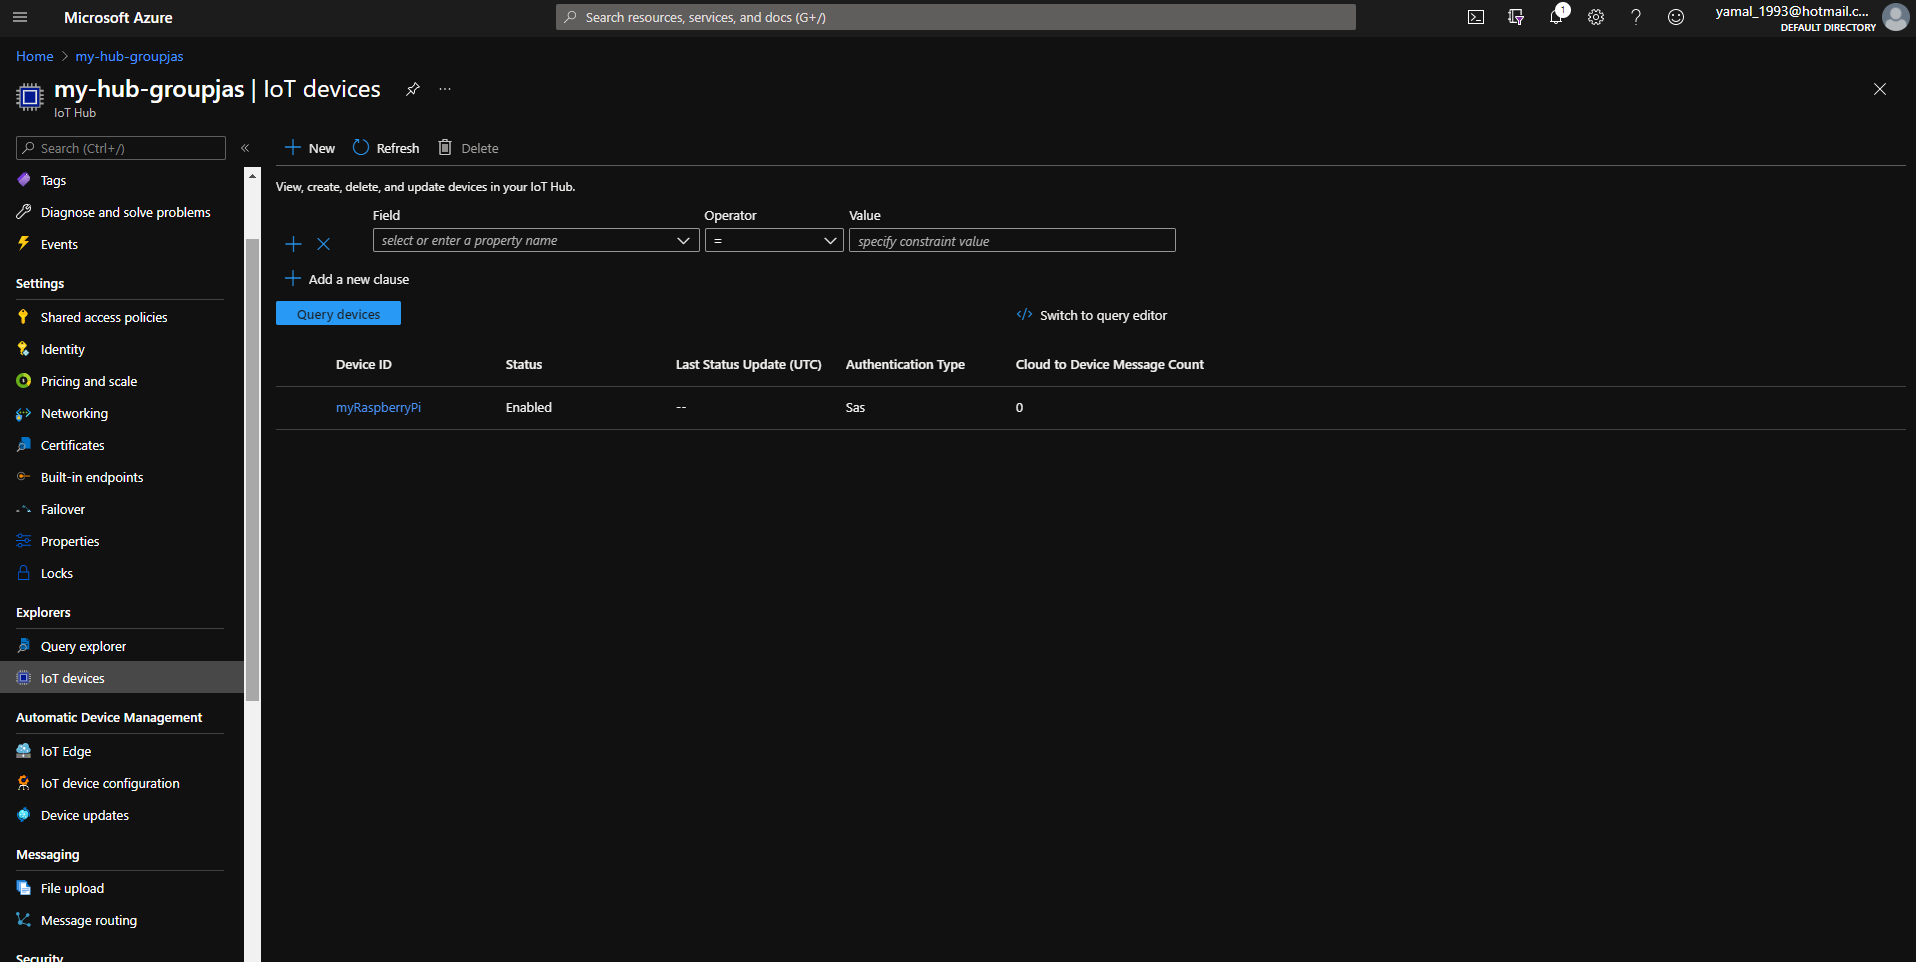 Microsoft Azure
Search resources, services, and docs (G+/)
1
yamal_1993@hotmail.c...
DEFAULT DIRECTORY
Home > my-hub-groupjas
my-hub-groupjas | IoT devices
IoT Hub
Search (Ctrl+/)
Tags
Diagnose and solve problems
Events
Settings
Shared access policies
Identity
Pricing and scale
Networking
Certificates
Built-in endpoints
Failover
Properties
Locks
Explorers
Query explorer
IoT devices
Automatic Device Management
IoT Edge
IoT device configuration
Device updates
Messaging
File upload
Message routing
Security
New Refresh Delete
View, create, delete, and update devices in your IoT Hub.
Field Operator Value
select or enter a property name = specify constraint value
Add a new clause
Query devices
Switch to query editor
Device ID Status Last Status Update (UTC) Authentication Type Cloud to Device Message Count
myRaspberryPi Enabled -- Sas 0